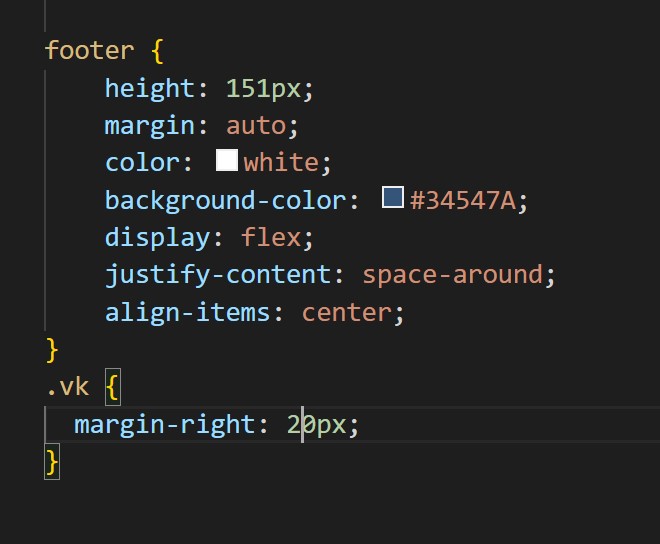 footer {
    height: 151px;
    margin: auto;
    color: white;
    background-color: #34547A;
    display: flex;
    justify-content: space-around;
    align-items: center;
}
.vk {
  margin-right: 20px;
}